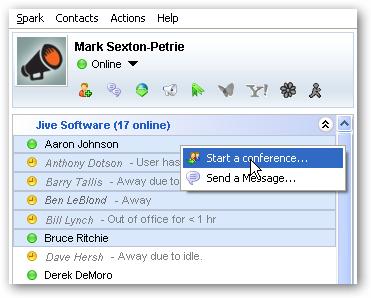 Spark Contacts Actions Help
Mark Sexton-Petrie
Online
Y!
Jive Software (17 online)
Aaron Johnson
Anthony Dotson - User has
Start a conference...
Barry Tallis - Away due to
Send a Message...
Ben LeBlond - Away
Bill Lynch - Out of office for < 1 hr
Bruce Ritchie
Dave Hersh - Away due to idle.
Derek DeMoro